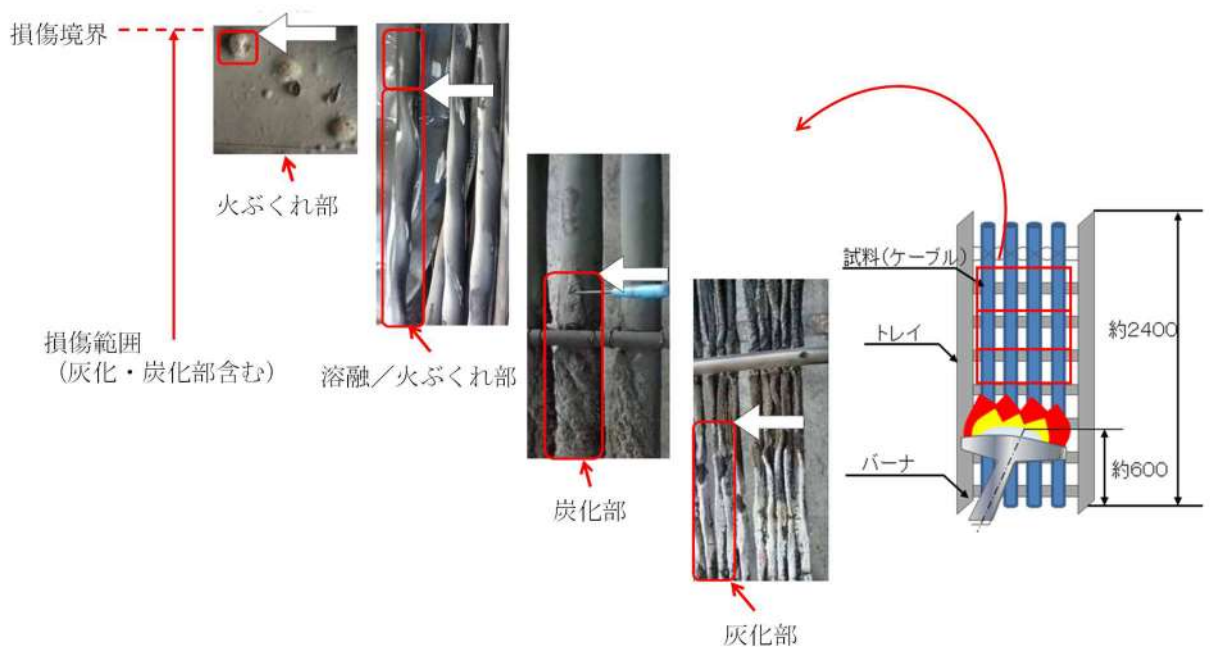 損傷境界
火ぶくれ部
損傷範囲
（灰化・炭化部含む）
溶融／火ぶくれ部
炭化部
灰化部
試料(ケーブル)
トレイ
バーナ
約2400
約600